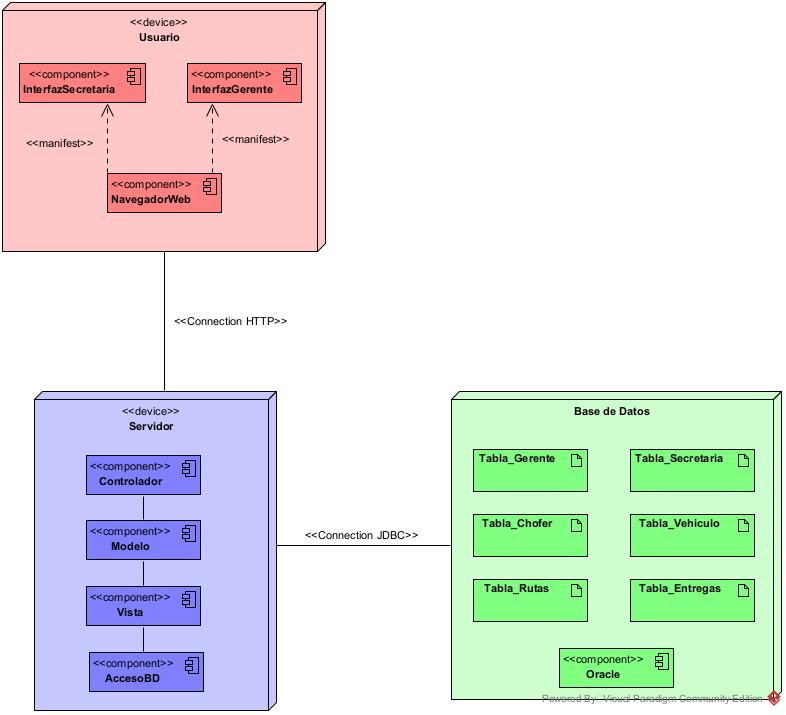 <<device>>
Usuario
<<component>>
InterfazSecretaria
<<component>>
InterfazGerente
<<manifest>>
<<manifest>>
<<component>>
NavegadorWeb
<<Connection HTTP>>
<<device>>
Servidor
<<component>>
Controlador
<<component>>
Modelo
<<component>>
Vista
<<component>>
AccesoBD
<<Connection JDBC>>
Base de Datos
Tabla_Gerente
Tabla_Secretaria
Tabla_Chofer
Tabla_Vehiculo
Tabla_Rutas
Tabla_Entregas
<<component>>
Oracle
Powered By: Visual Paradigm Community Edition